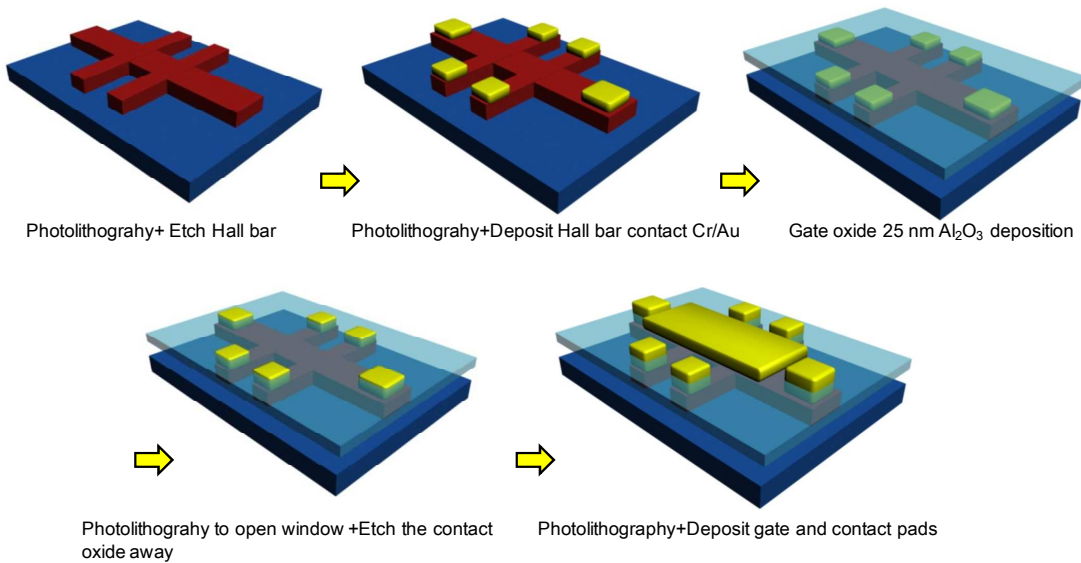 Photolithograhy+ Etch Hall bar
Photolithograhy+Deposit Hall bar contact Cr/Au
Gate oxide 25 nm Al₂O₃ deposition
Photolithograhy to open window +Etch the contact
oxide away
Photolithography+Deposit gate and contact pads